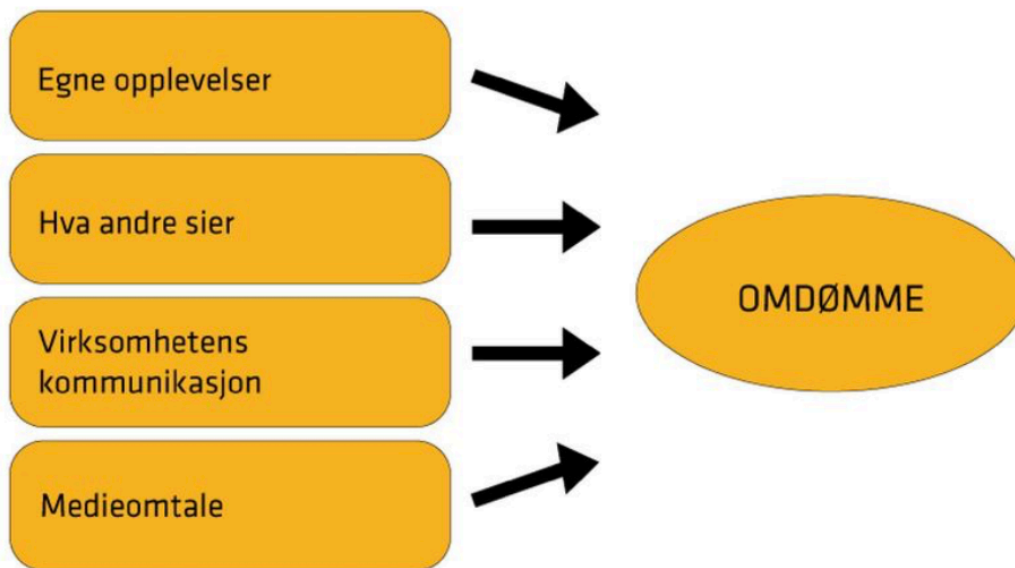 Egne opplevelser
Hva andre sier
Virksomhetens
kommunikasjon
Medieomtale
OMDØMME